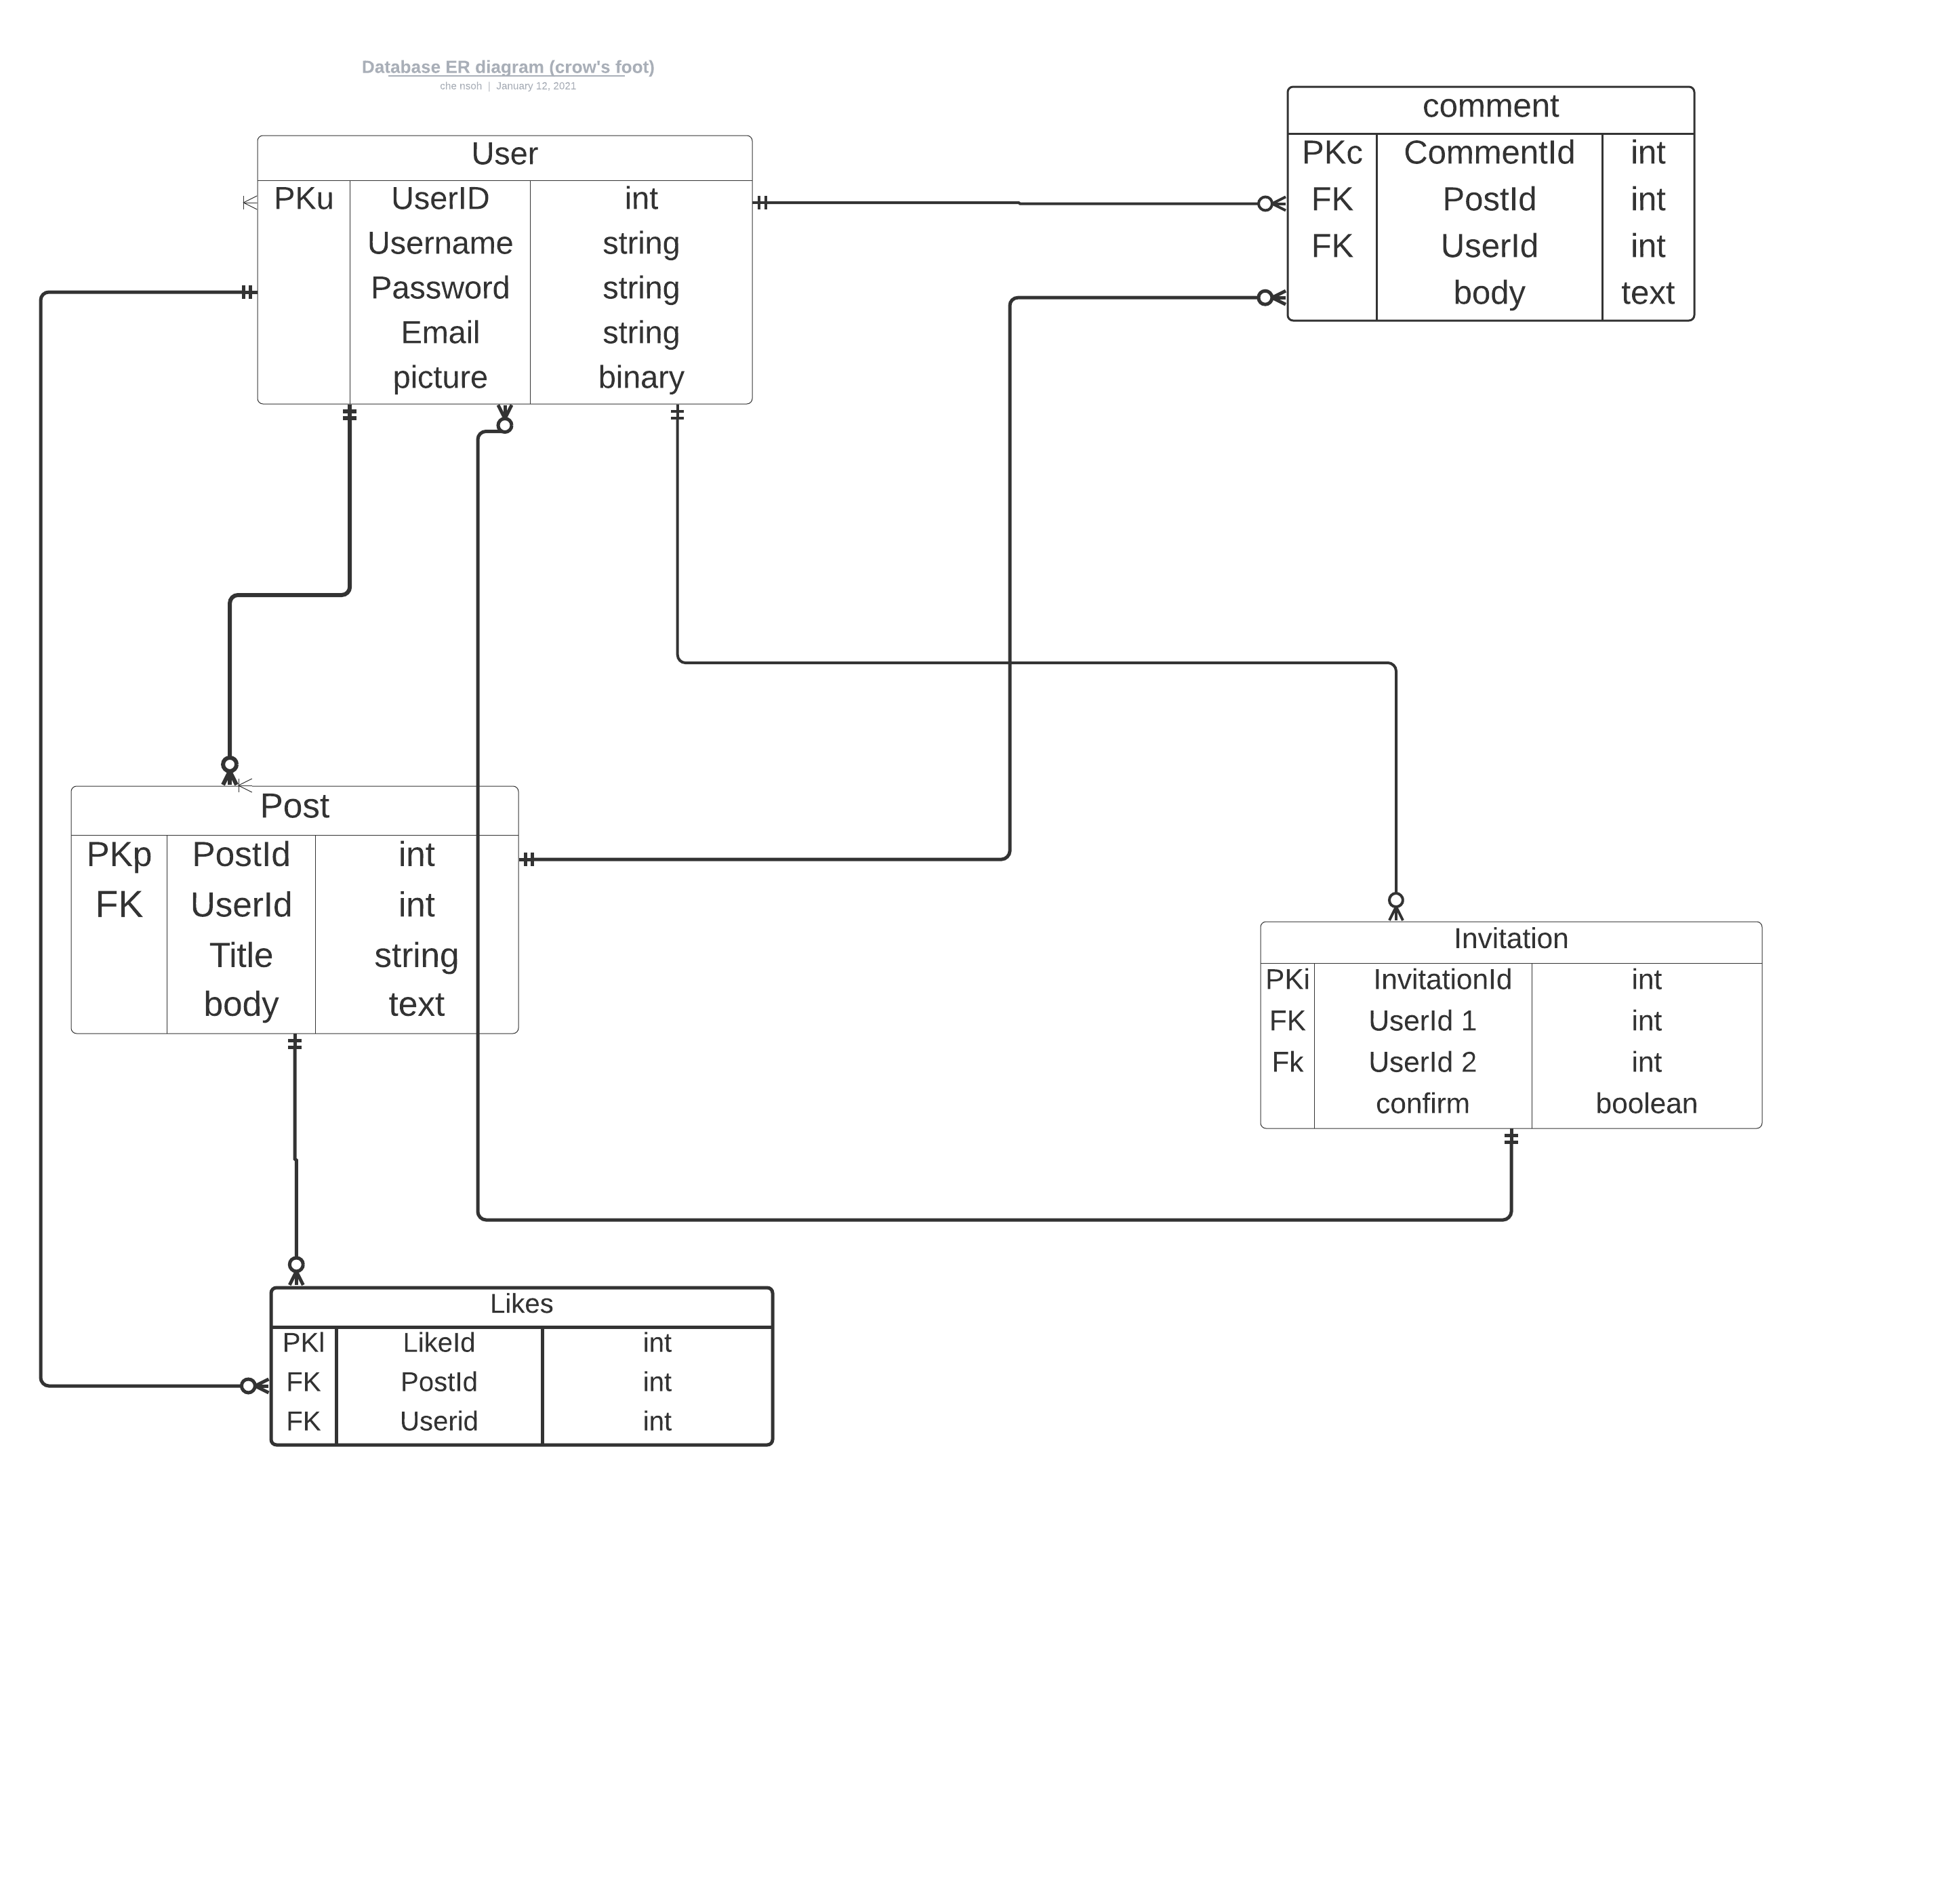 Database ER diagram (crow's foot)
che nsoh | January 12, 2021
User
PKu UserID int
Username string
Password string
Email string
picture binary
comment
PKc CommentId int
FK PostId int
FK UserId int
body text
Post
PKp PostId int
FK UserId int
Title string
body text
Invitation
PKi InvitationId int
FK UserId 1 int
Fk UserId 2 int
confirm boolean
Likes
PKl LikeId int
FK PostId int
FK Userid int